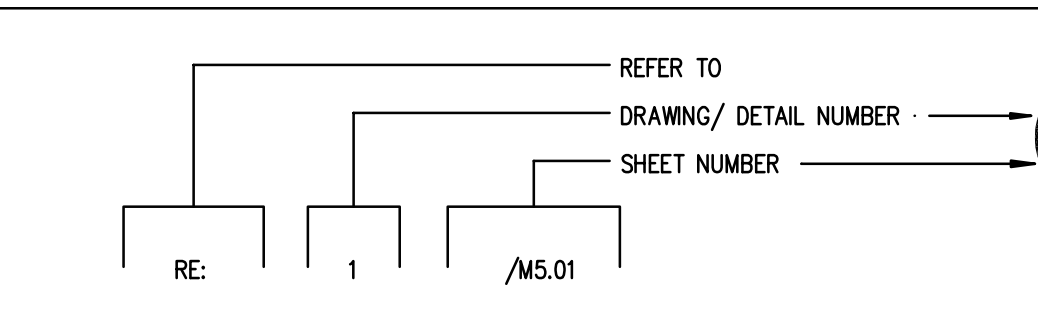 REFER TO
DRAWING/ DETAIL NUMBER
SHEET NUMBER
RE: 1 /M5.01